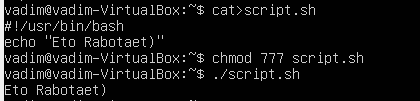 vadim@vadim-VirtualBox:~$ cat>script.sh
#!/usr/bin/bash
echo "Eto Rabotaet)"
vadim@vadim-VirtualBox:~$ chmod 777 script.sh
vadim@vadim-VirtualBox:~$ ./script.sh
Eto Rabotaet)